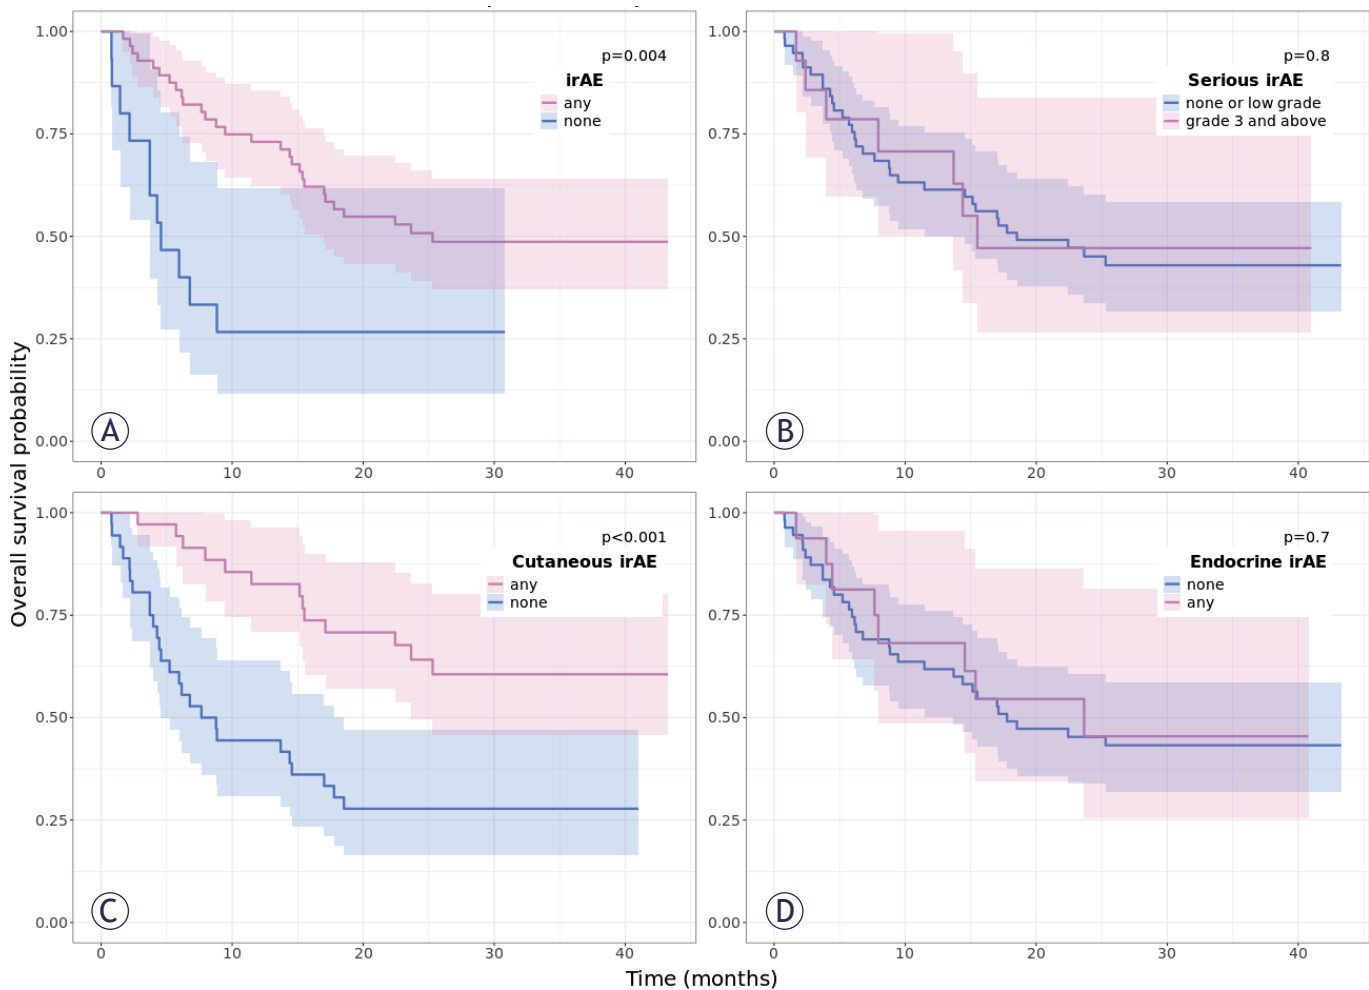 1.00
0.75
0.50
0.25
0.00
0
10
20
30
40
p=0.004
irAE
any
none
A
1.00
0.75
0.50
0.25
0.00
0
10
20
30
40
p=0.8
Serious irAE
none or low grade
grade 3 and above
B
Overall survival probability
1.00
0.75
0.50
0.25
0.00
0
10
20
30
40
p<0.001
Cutaneous irAE
any
none
C
1.00
0.75
0.50
0.25
0.00
0
10
20
30
40
p=0.7
Endocrine irAE
none
any
D
Time (months)